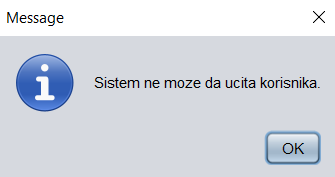 Message
Sistem ne moze da ucita korisnika.
OK